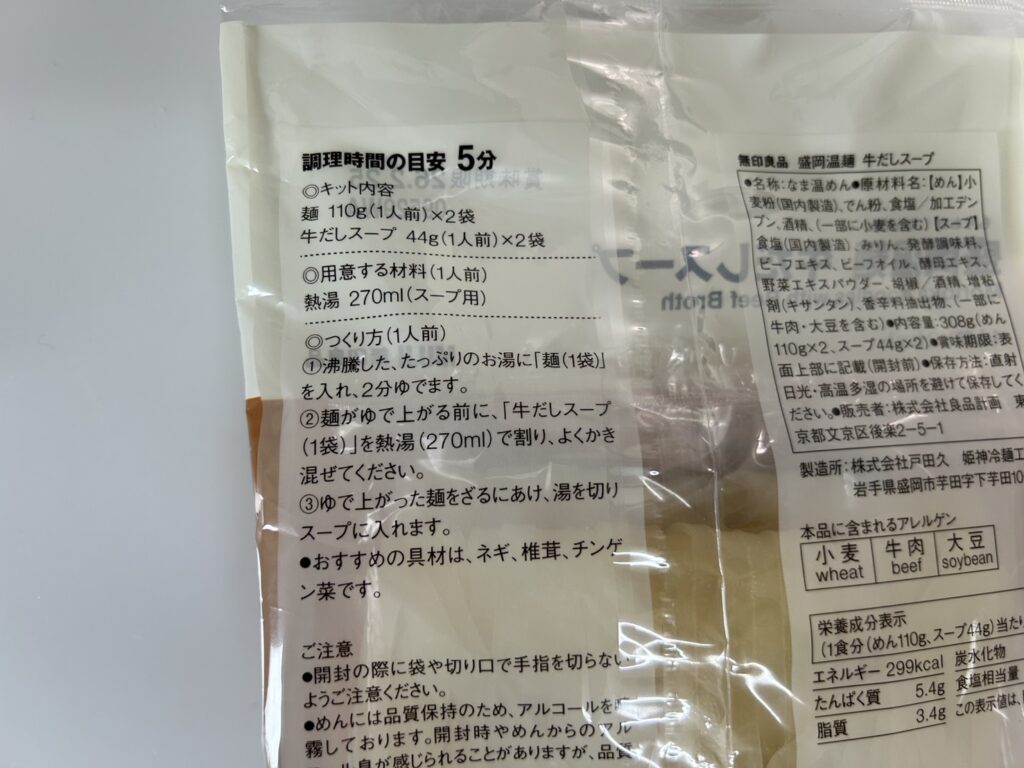 調理時間の目安 5分
◎キット内容
麺 110g(1人前)×2袋
牛だしスープ 44g(1人前)×2袋
◎用意する材料(1人前)
熱湯 270ml(スープ用)
◎つくり方(1人前)
①沸騰した、たっぷりのお湯に「麺(1袋)」
を入れ、2分ゆでます。
②麺がゆで上がる前に、「牛だしスープ
(1袋)」を熱湯(270ml)で割り、よくかき
混ぜてください。
③ゆで上がった麺をざるにあけ、湯を切り
スープに入れます。
●おすすめの具材は、ネギ、椎茸、チンゲ
ン菜です。
ご注意
●開封の際に袋や切り口で手指を切らない
ようご注意ください。
●めんには品質保持のため、アルコールを噴
霧しております。開封時やめんからのアル
コール臭が感じられることがありますが、品質
無印良品 盛岡温麺 牛だしスープ
●名称:なま温めん●原材料名:【めん】小
麦粉(国内製造)、でん粉、食塩/加工デン
プン、酒精、(一部に小麦を含む)【スープ】
食塩(国内製造)、みりん、発酵調味料、
ビーフエキス、ビーフオイル、酵母エキス、
野菜エキスパウダー、胡椒/酒精、増粘
剤(キサンタン)、香辛料抽出物、(一部に
牛肉・大豆を含む)●内容量:308g(めん
110g×2、スープ44g×2)●賞味期限:表
面上部に記載(開封前)●保存方法:直射
日光・高温多湿の場所を避けて保存してく
ださい。●販売者:株式会社良品計画 東
京都文京区後楽2-5-1
製造所:株式会社戸田久 姫神冷麺工
岩手県盛岡市芋田字下芋田10
本品に含まれるアレルゲン
小麦 牛肉 大豆
wheat beef soybean
栄養成分表示
(1食分(めん110g、スープ44g)当たり
エネルギー 299kcal 炭水化物
たんぱく質 5.4g 食塩相当量
脂質 3.4g この表示値は、